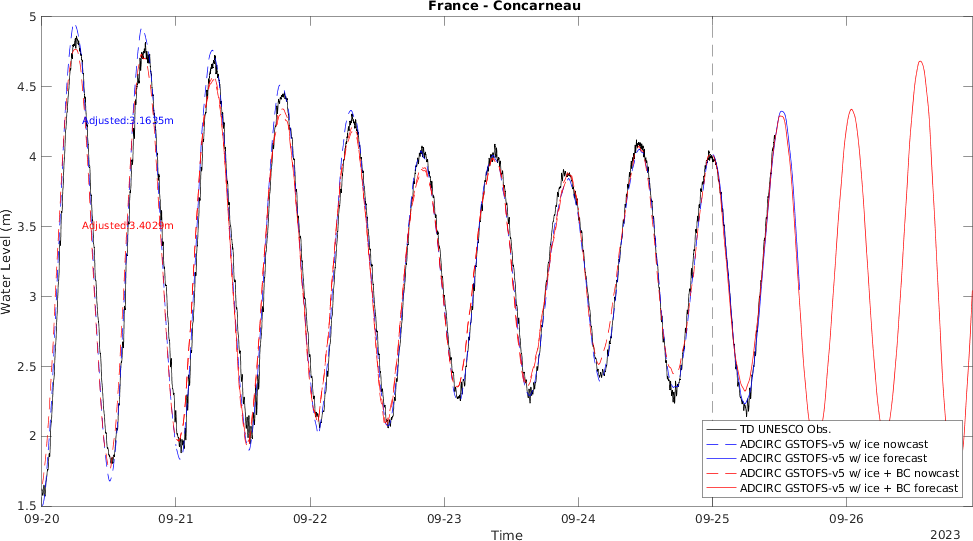 France - Concarneau
5
4.5
4
3.5
3
2.5
2
1.5
Water Level (m)
Adjusted:3.1635m
Adjusted:3.4029m
TD UNESCO Obs.
ADCIRC GSTOFS-v5 w/ ice nowcast
ADCIRC GSTOFS-v5 w/ ice forecast
ADCIRC GSTOFS-v5 w/ ice + BC nowcast
ADCIRC GSTOFS-v5 w/ ice + BC forecast
09-20
09-21
09-22
09-23
09-24
09-25
09-26
Time
2023